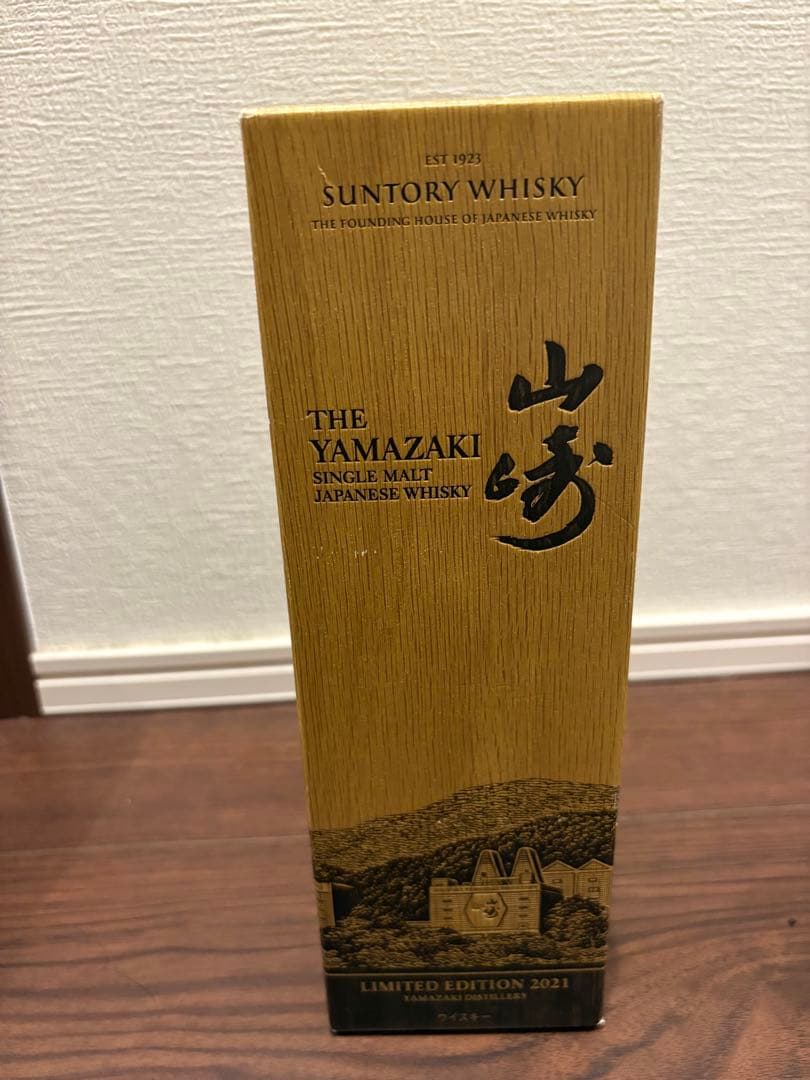 EST 1923
SUNTORY WHISKY
THE FOUNDING HOUSE OF JAPANESE WHISKY
山崎
THE
YAMAZAKI
SINGLE MALT
JAPANESE WHISKY
LIMITED EDITION 2021
YAMAZAKI DISTILLERY
ウイスキー